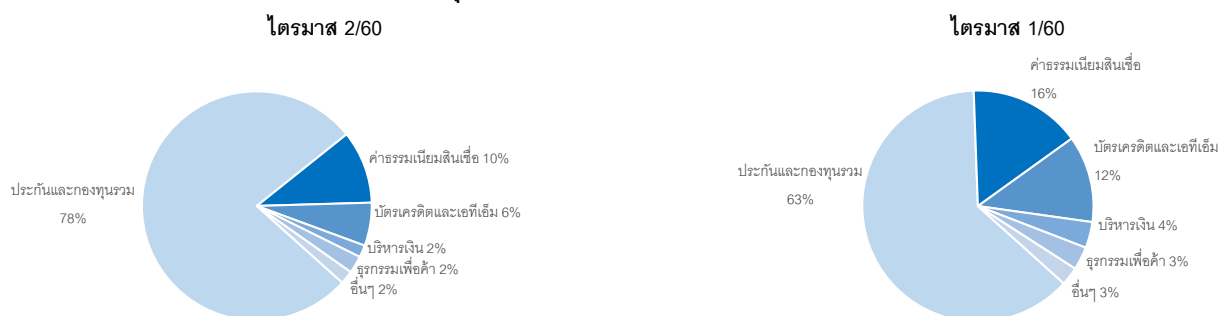 ไตรมาส 2/60
ค่าธรรมเนียมสินเชื่อ 10%
ประกันและกองทุนรวม
78%
บัตรเครดิตและเอทีเอ็ม 6%
บริหารเงิน 2%
ธุรกรรมเพื่อค้า 2%
อื่นๆ 2%
ไตรมาส 1/60
ค่าธรรมเนียมสินเชื่อ
16%
บัตรเครดิตและเอทีเอ็ม
12%
ประกันและกองทุนรวม
63%
บริหารเงิน 4%
ธุรกรรมเพื่อค้า 3%
อื่นๆ 3%